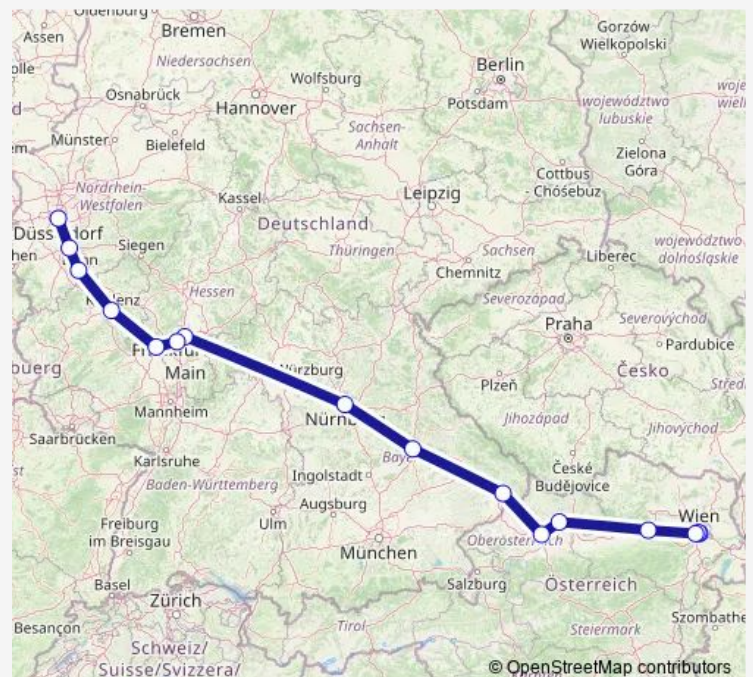 Oldenburg
Assen
Bremen
Gorzów
Wielkopolski
Niedersachsen
Berlin
Wolfsburg
Osnabrück
Hannover
Potsdam
województwo
lubuskie
Münster
Bielefeld
Sachsen-
Anhalt
Zielona
Góra
Cottbus
- Chóśebuz
Nordrhein-
Westfalen
Kassel
Leipzig
Deutschland
Siegen
Thüringen
Sachsen
Liberec
województwo
dolnośląskie
Chemnitz
Hessen
Severozápad
Praha
Severovýchod
Pardubice
Main
Česko
Plzeň
Mannheim
Jihozápad
Jihovýchod
Saarbrücken
Karlsruhe
Baden-Württemberg
Ingolstadt
České
Budějovice
Augsburg
Ulm
Freiburg
im Breisgau
München
Wien
Basel
Salzburg
Österreich
Zürich
Besançon
Tirol
Steiermark
Szombathe
Schweiz/
Suisse/Svizzera/
© OpenStreetMap contributors